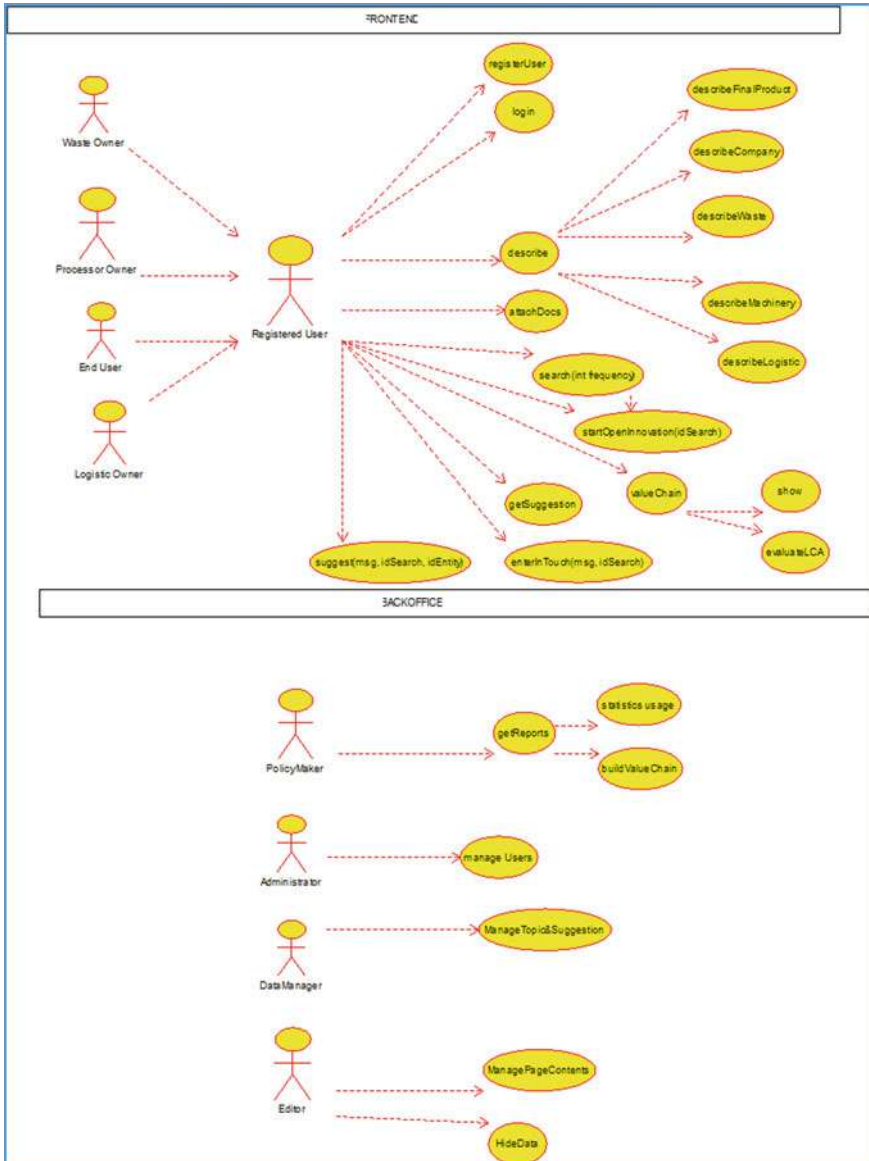 FRONTEND
registerUser
describeFinalProduct
login
Waste Owner
describeCompany
describeWaste
describe
Processor Owner
describeMachinery
attachDocs
Registered User
describeLogistic
End User
search(int frequency)
startOpenInnovation(idSearch)
Logistic Owner
getSuggestion
valueChain
show
evaluateLCA
suggest(msg, idSearch, idEntity)
enterInTouch(msg, idSearch)
BACKOFFICE
statistics usage
getReports
PolicyMaker
buildValueChain
manage Users
Administrator
ManageTopic&Suggestion
DataManager
ManagePageContents
Editor
HideData